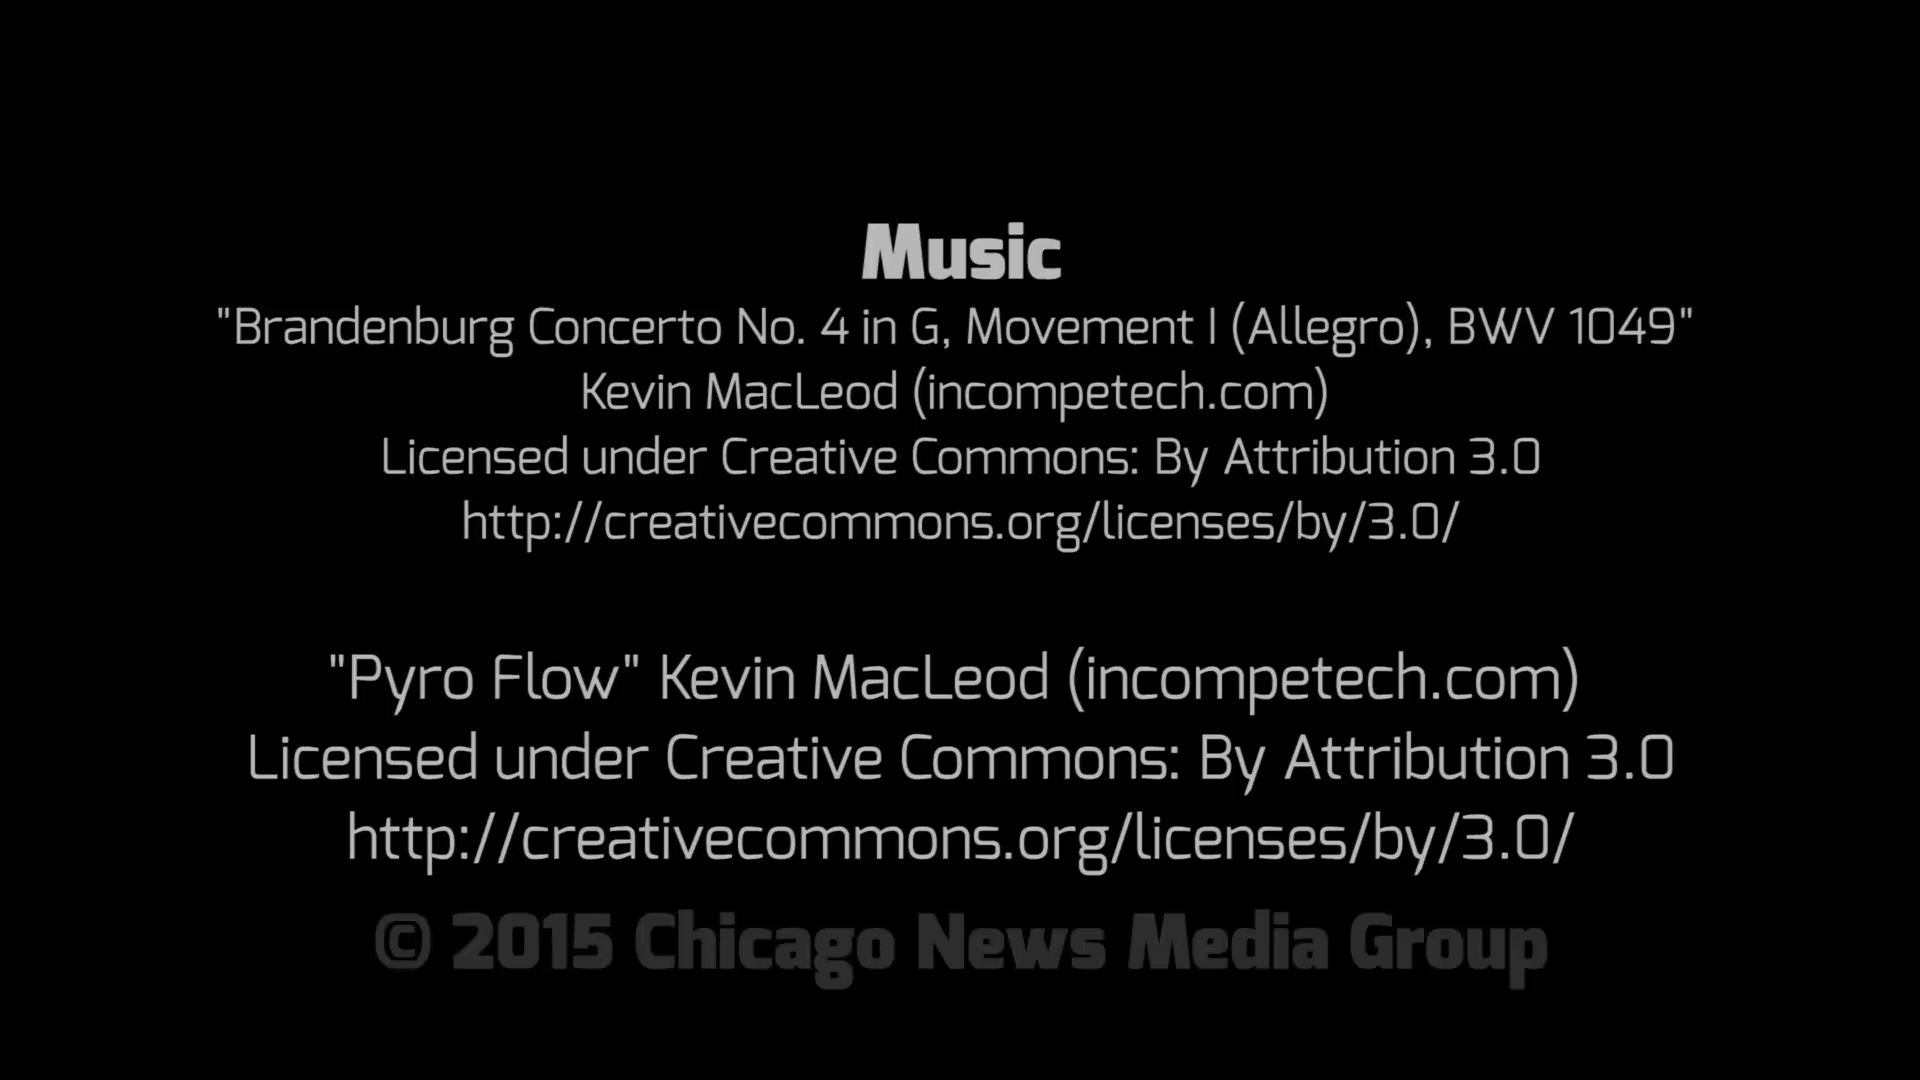 Music
"Brandenburg Concerto No. 4 in G, Movement I (Allegro), BWV 1049"
Kevin MacLeod (incompetech.com)
Licensed under Creative Commons: By Attribution 3.0
http://creativecommons.org/licenses/by/3.0/
"Pyro Flow" Kevin MacLeod (incompetech.com)
Licensed under Creative Commons: By Attribution 3.0
http://creativecommons.org/licenses/by/3.0/
© 2015 Chicago News Media Group